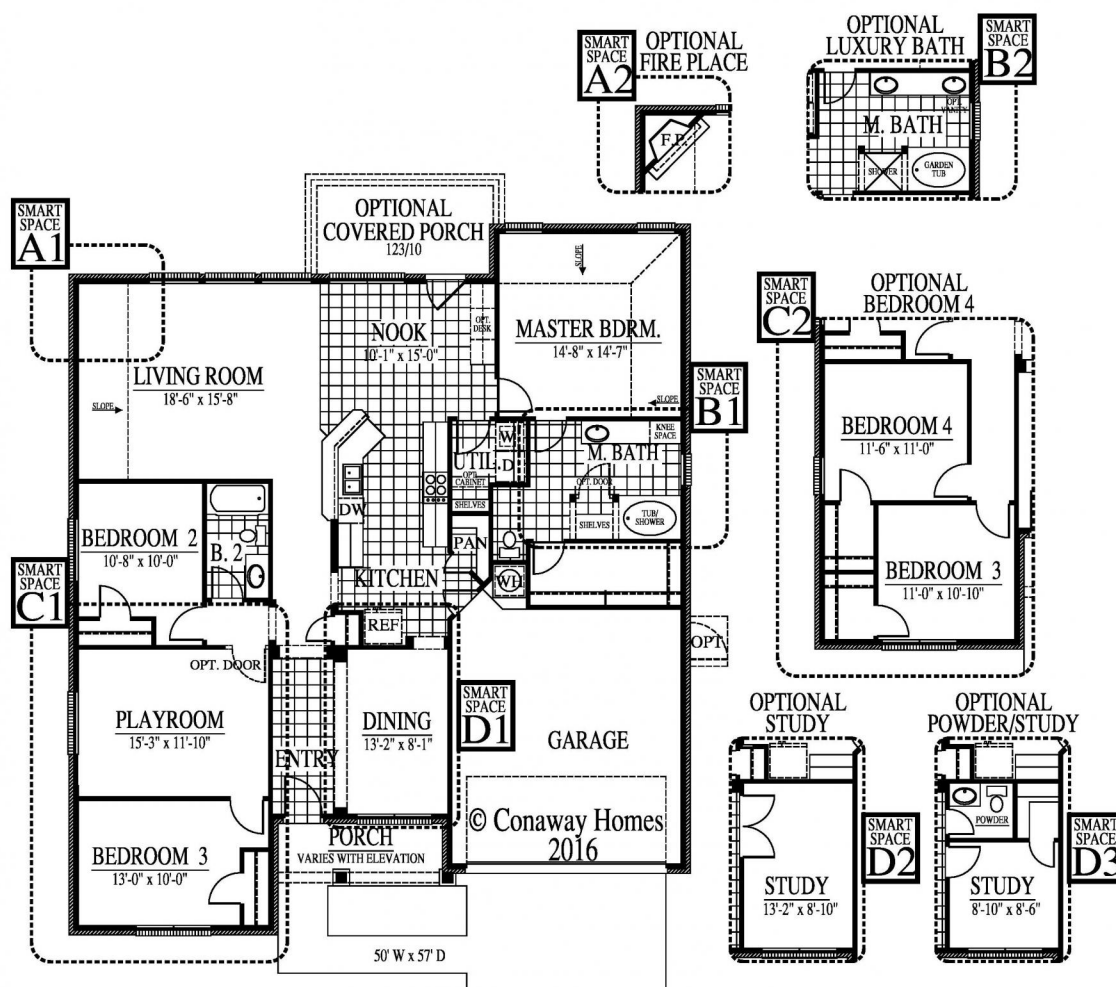 SMART
SPACE
A2
OPTIONAL
FIRE PLACE
F.P.
OPTIONAL
LUXURY BATH
SMART
SPACE
B2
OPT.
VANITY
M. BATH
SHOWER
GARDEN
TUB
SMART
SPACE
A1
OPTIONAL
COVERED PORCH
123/10
SLOPE
NOOK
10'-1" x 15'-0"
OPT.
DESK
MASTER BDRM.
14'-8" x 14'-7"
LIVING ROOM
18'-6" x 15'-8"
SLOPE
SLOPE
SMART
SPACE
B1
UTIL.
OPT.
CABINET
SHELVES
W
D
M. BATH
KNEE
SPACE
OPT. DOOR
SHELVES
TUB/
SHOWER
DW
PAN
WH
KITCHEN
REF
BEDROOM 2
10'-8" x 10'-0"
B. 2
SMART
SPACE
C1
OPT. DOOR
PLAYROOM
15'-3" x 11'-10"
ENTRY
DINING
13'-2" x 8'-1"
SMART
SPACE
D1
GARAGE
OPT.
BEDROOM 3
13'-0" x 10'-0"
PORCH
VARIES WITH ELEVATION
© Conaway Homes
2016
50' W x 57' D
SMART
SPACE
C2
OPTIONAL
BEDROOM 4
BEDROOM 4
11'-6" x 11'-0"
BEDROOM 3
11'-0" x 10'-10"
OPTIONAL
STUDY
STUDY
13'-2" x 8'-10"
SMART
SPACE
D2
OPTIONAL
POWDER/STUDY
POWDER
STUDY
8'-10" x 8'-6"
SMART
SPACE
D3